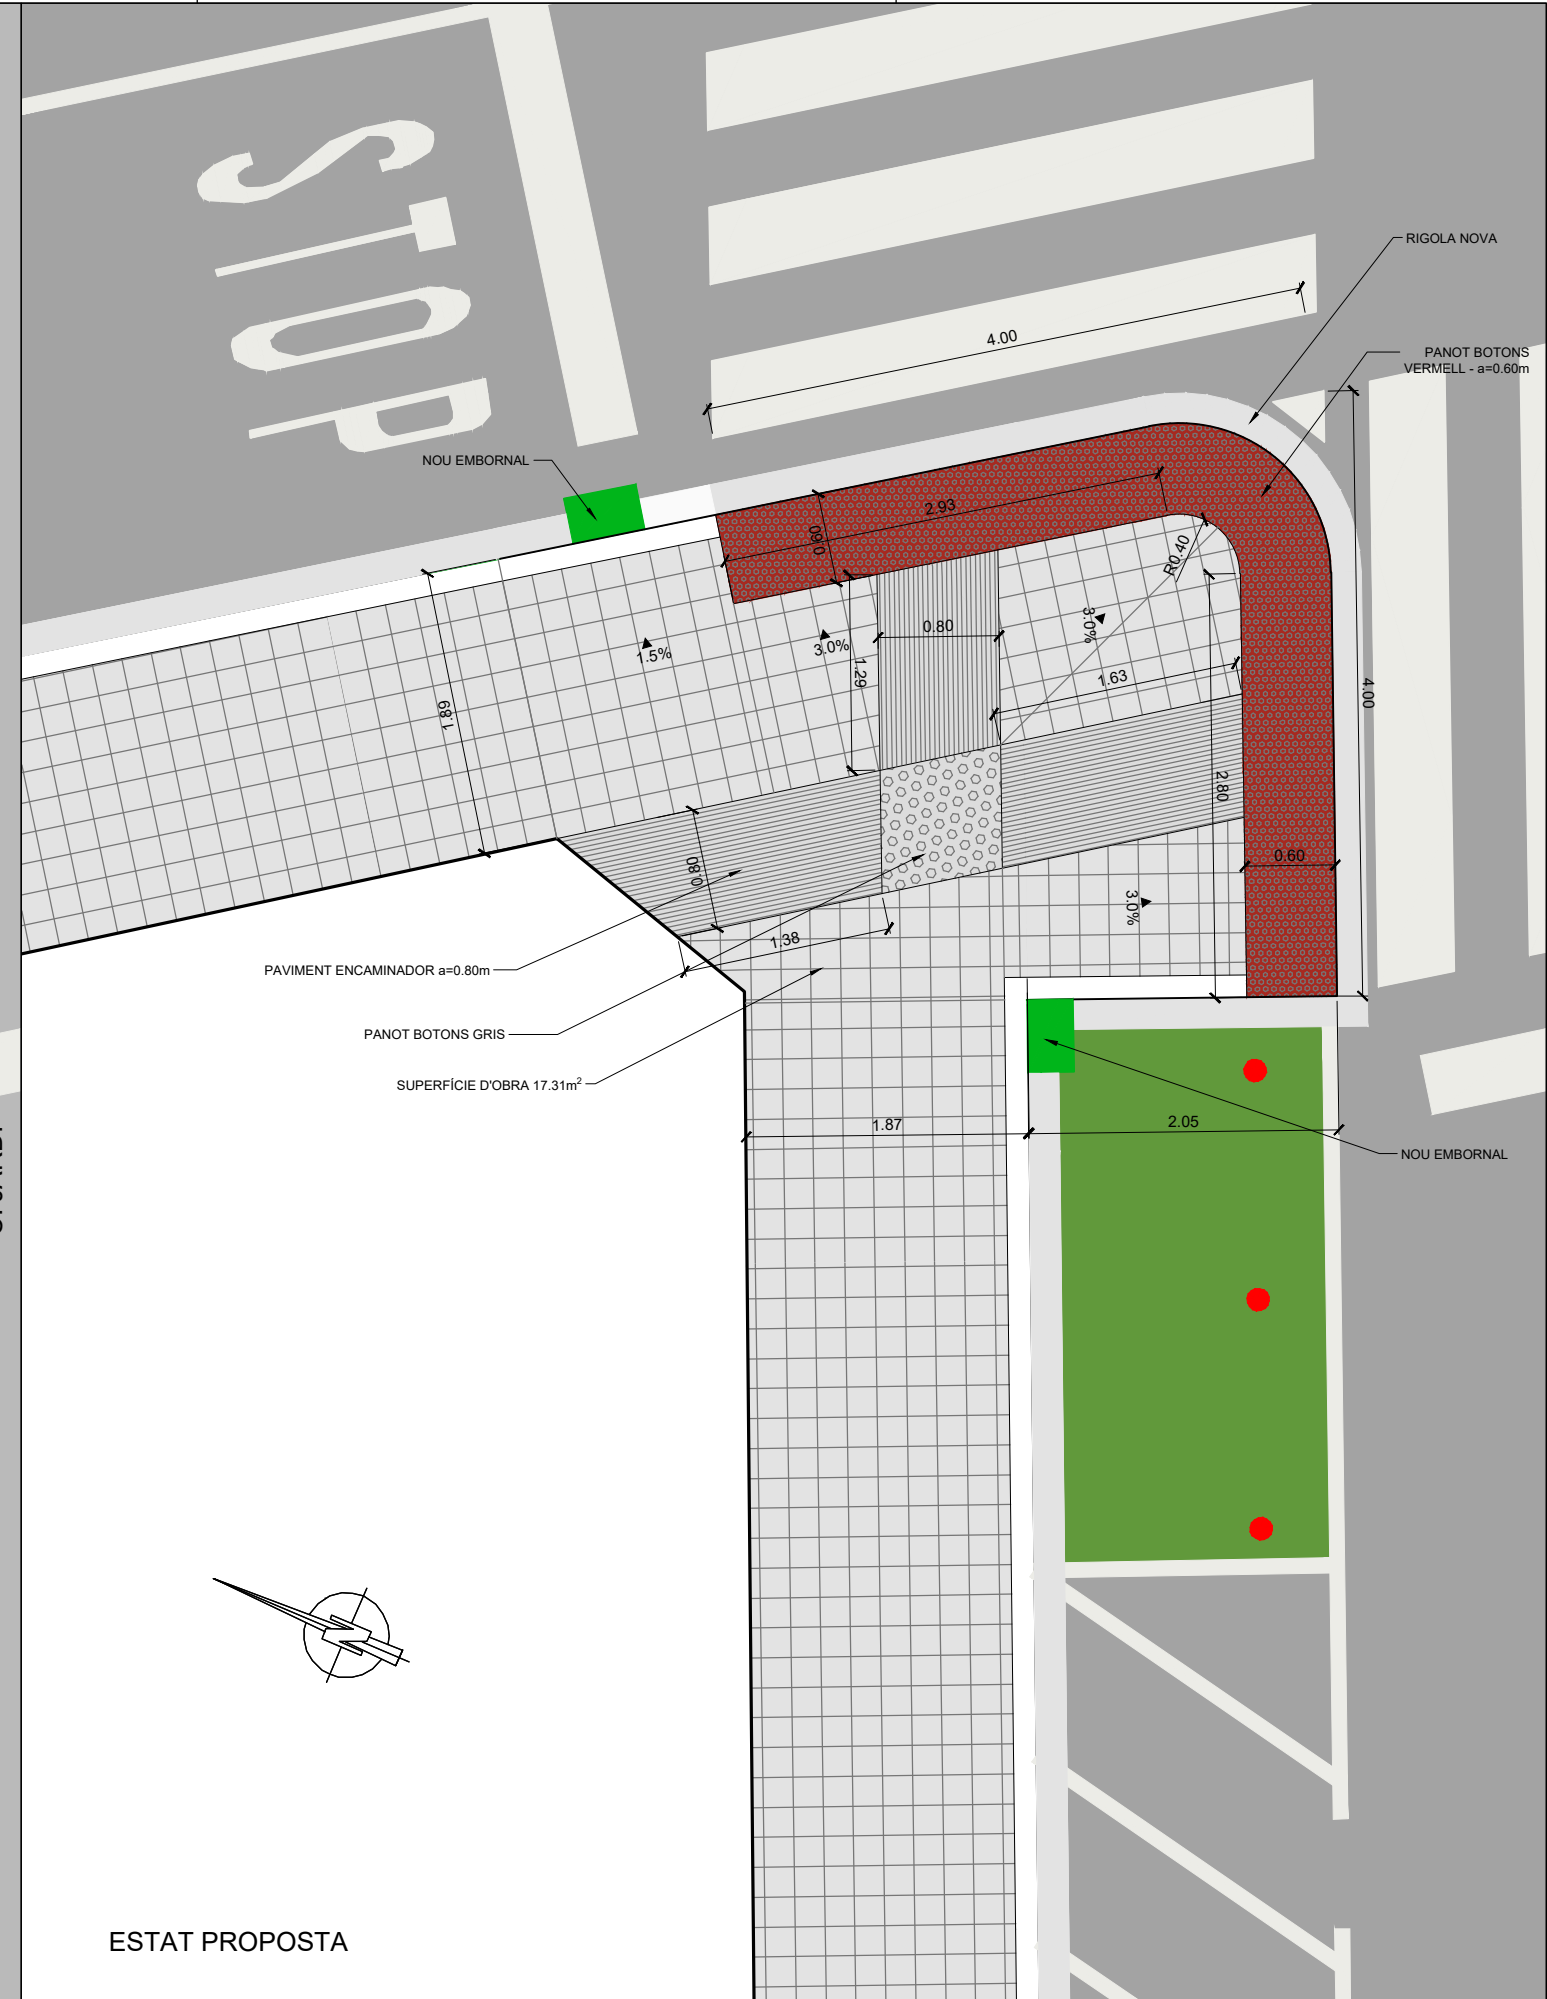 STOP
RIGOLA NOVA
4.00
PANOT BOTONS
VERMELL - a=0.60m
NOU EMBORNAL
2.93
0.60
R0.40
3.0%
0.80
3.0%
1.5%
1.29
1.63
4.00
1.89
2.80
0.80
0.60
3.0%
1.38
PAVIMENT ENCAMINADOR a=0.80m
PANOT BOTONS GRIS
SUPERFÍCIE D'OBRA 17.31m²
1.87
2.05
NOU EMBORNAL
N
ESTAT PROPOSTA